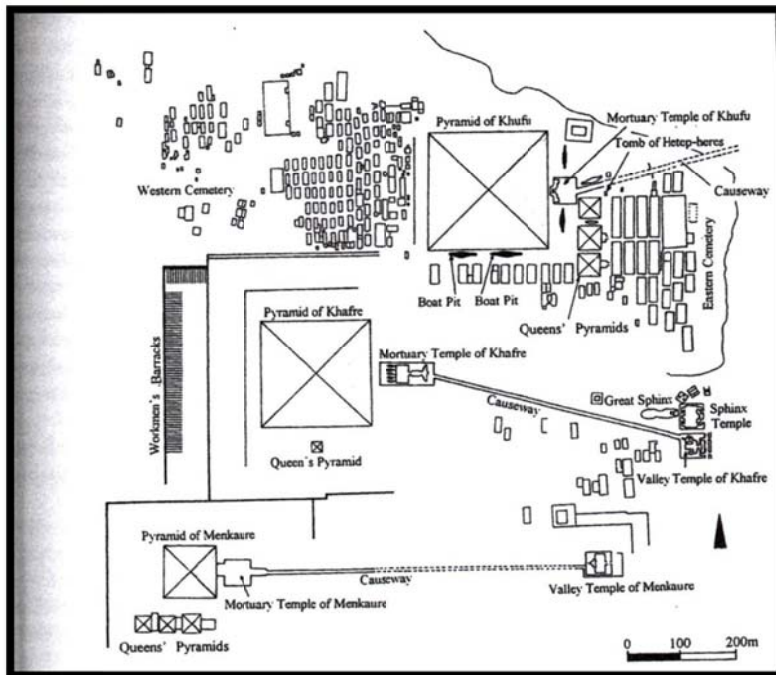 Pyramid of Khufu
Mortuary Temple of Khufu
Tomb of Hetep-heres
Western Cemetery
Causeway
Eastern Cemetery
Boat Pit
Boat Pit
Queens' Pyramids
Pyramid of Khafre
Mortuary Temple of Khafre
Workmen's Barracks
Causeway
Great Sphinx
Sphinx
Temple
Queen's Pyramid
Valley Temple of Khafre
Pyramid of Menkaure
Causeway
Mortuary Temple of Menkaure
Valley Temple of Menkaure
Queens' Pyramids
0 100 200m